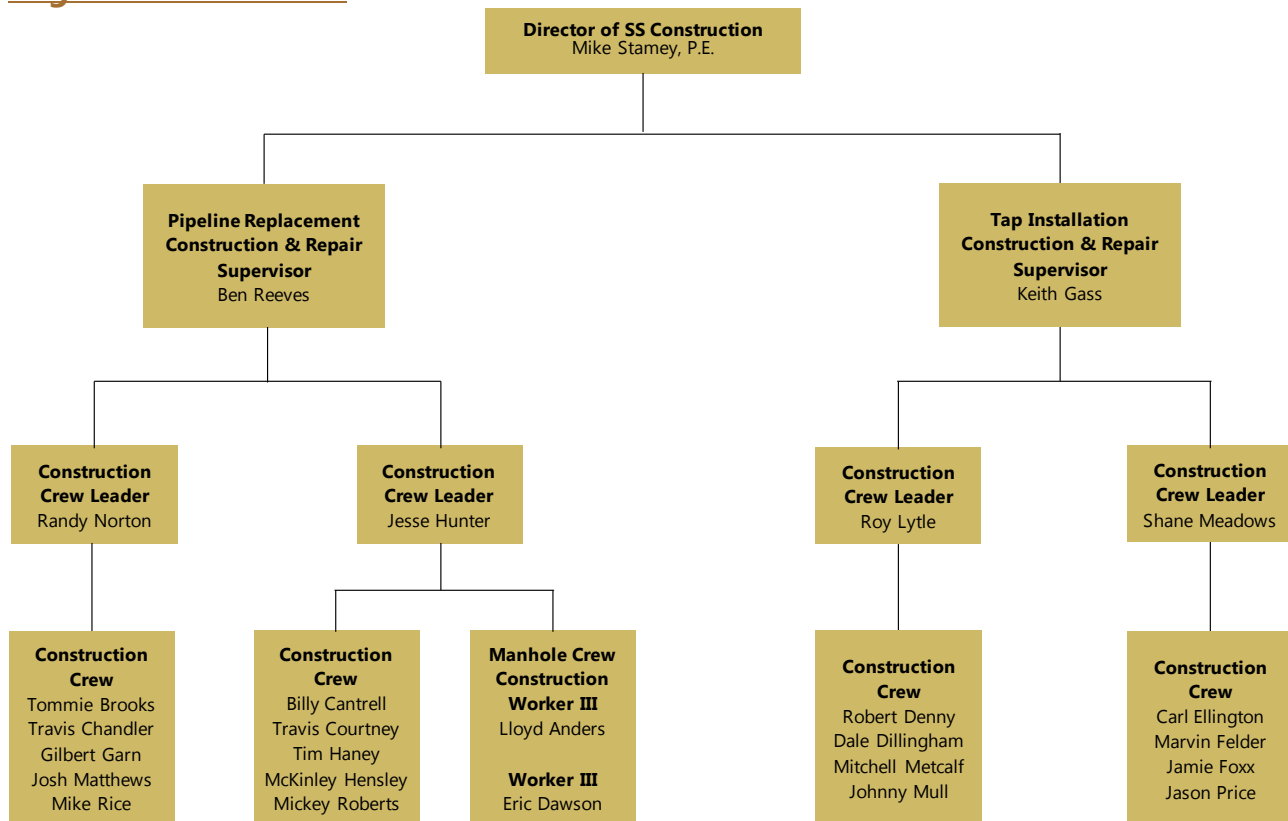 Director of SS Construction
Mike Stamey, P.E.
Pipeline Replacement
Construction & Repair
Supervisor
Ben Reeves
Tap Installation
Construction & Repair
Supervisor
Keith Gass
Construction
Crew Leader
Randy Norton
Construction
Crew Leader
Jesse Hunter
Construction
Crew Leader
Roy Lytle
Construction
Crew Leader
Shane Meadows
Construction
Crew
Tommie Brooks
Travis Chandler
Gilbert Garn
Josh Matthews
Mike Rice
Construction
Crew
Billy Cantrell
Travis Courtney
Tim Haney
McKinley Hensley
Mickey Roberts
Manhole Crew
Construction
Worker III
Lloyd Anders
Worker III
Eric Dawson
Construction
Crew
Robert Denny
Dale Dillingham
Mitchell Metcalf
Johnny Mull
Construction
Crew
Carl Ellington
Marvin Felder
Jamie Foxx
Jason Price